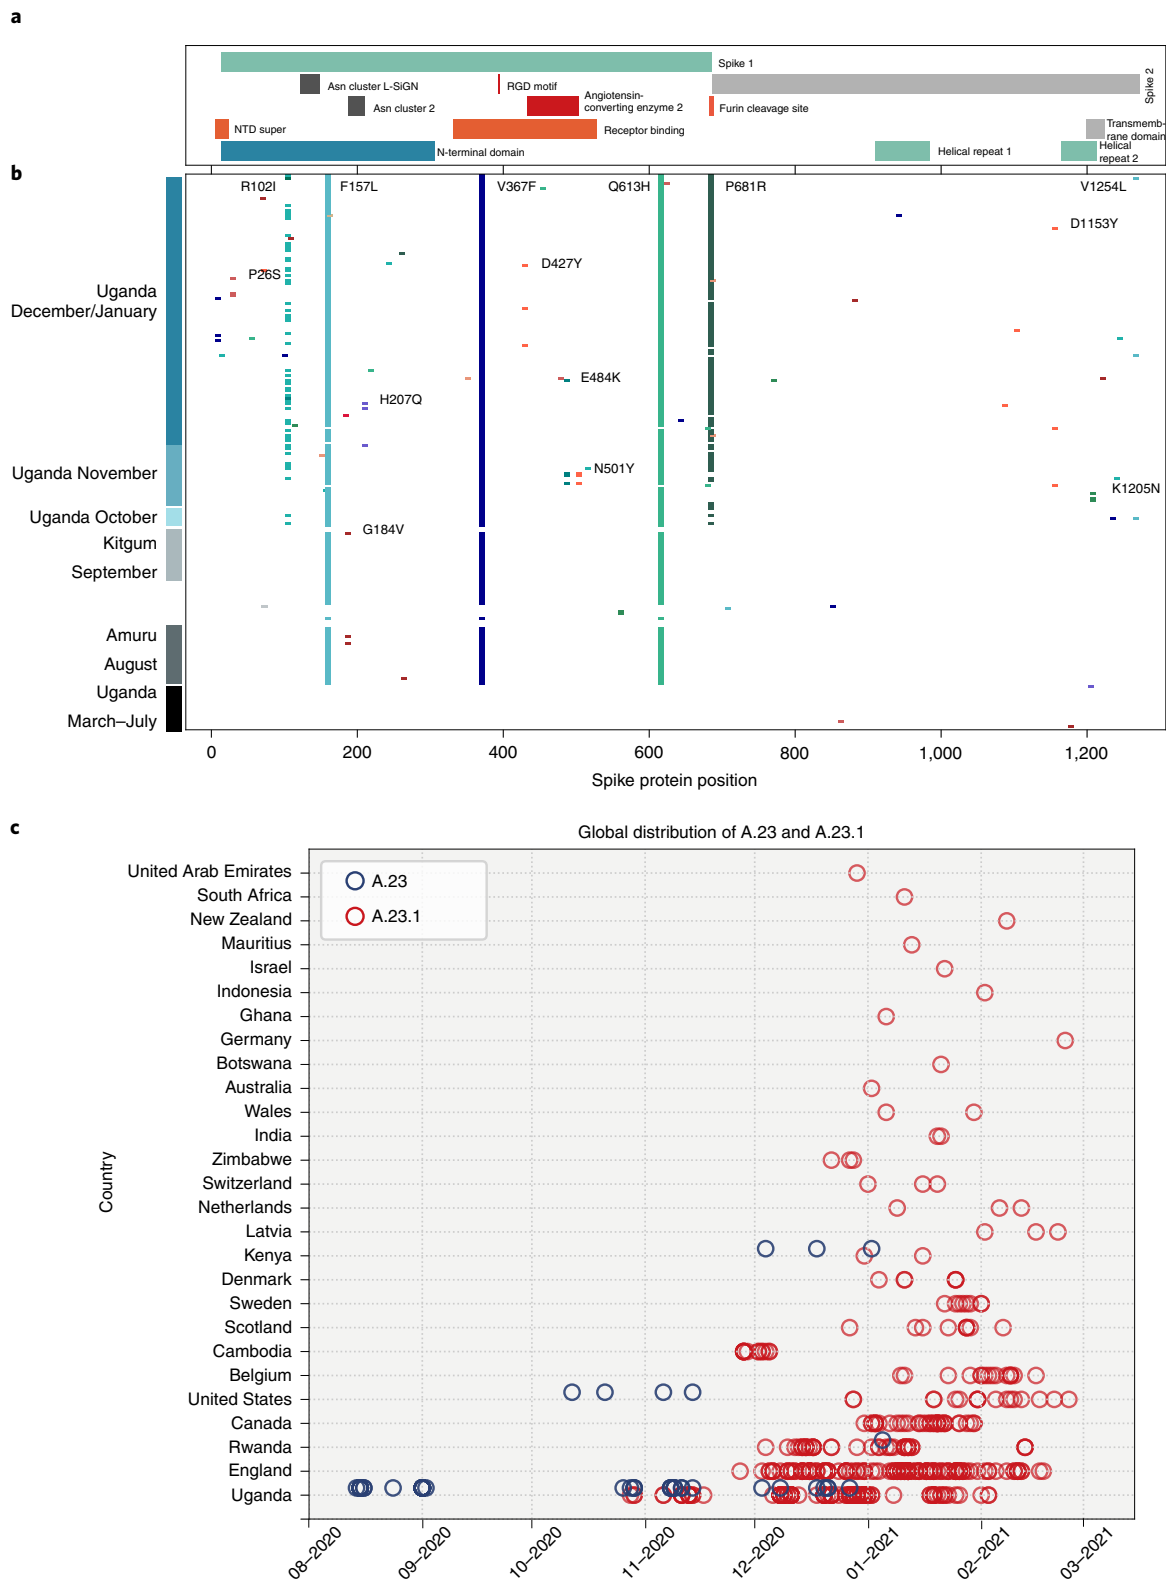 a
Spike 1
Spike 2
Asn cluster L-SiGN
RGD motif
Asn cluster 2
Angiotensin-
converting enzyme 2
Furin cleavage site
NTD super
Receptor binding
Transmemb-
rane domain
N-terminal domain
Helical repeat 1
Helical
repeat 2
b
R102I
F157L
V367F
Q613H
P681R
V1254L
D1153Y
P26S
D427Y
Uganda
December/January
E484K
H207Q
Uganda November
N501Y
K1205N
Uganda October
G184V
Kitgum
September
Amuru
August
Uganda
March–July
0
200
400
600
800
1,000
1,200
Spike protein position
c
Global distribution of A.23 and A.23.1
A.23
A.23.1
Country
United Arab Emirates
South Africa
New Zealand
Mauritius
Israel
Indonesia
Ghana
Germany
Botswana
Australia
Wales
India
Zimbabwe
Switzerland
Netherlands
Latvia
Kenya
Denmark
Sweden
Scotland
Cambodia
Belgium
United States
Canada
Rwanda
England
Uganda
08–2020
09–2020
10–2020
11–2020
12–2020
01–2021
02–2021
03–2021